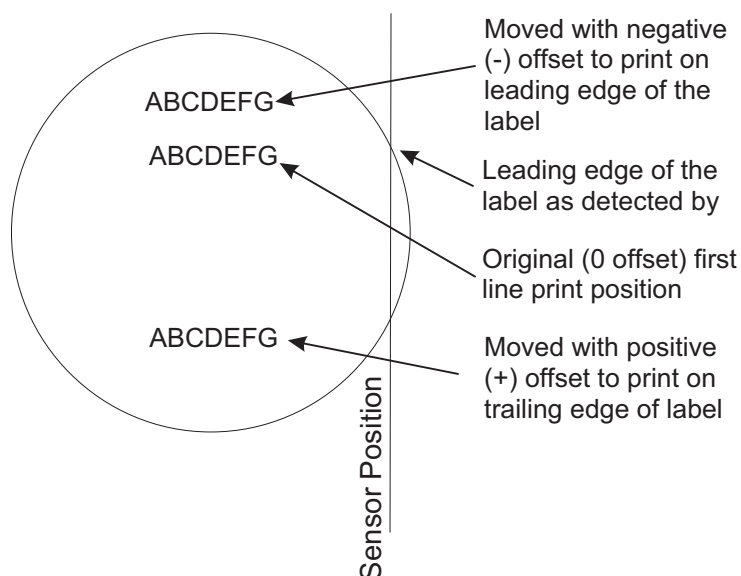 Moved with negative
(-) offset to print on
leading edge of the
label
ABCDEFG
ABCDEFG
Leading edge of the
label as detected by
Original (0 offset) first
line print position
ABCDEFG
Moved with positive
(+) offset to print on
trailing edge of label
Sensor Position